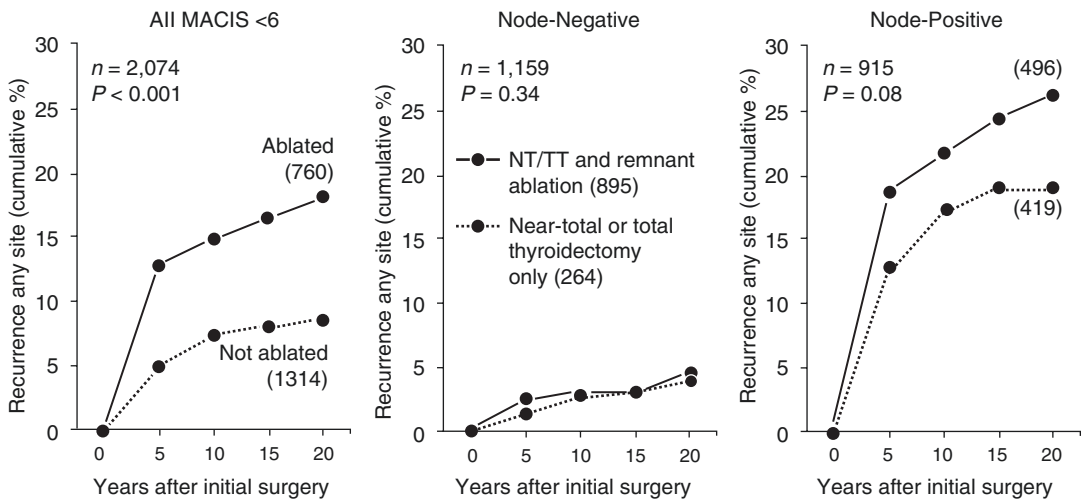 All MACIS <6
30
25
20
15
10
5
0
Recurrence any site (cumulative %)
n = 2,074
P < 0.001
Ablated
(760)
Not ablated
(1314)
0 5 10 15 20
Years after initial surgery
Node-Negative
30
25
20
15
10
5
0
Recurrence any site (cumulative %)
n = 1,159
P = 0.34
NT/TT and remnant
ablation (895)
Near-total or total
thyroidectomy
only (264)
0 5 10 15 20
Years after initial surgery
Node-Positive
30
25
20
15
10
5
0
Recurrence any site (cumulative %)
n = 915
P = 0.08
(496)
(419)
0 5 10 15 20
Years after initial surgery